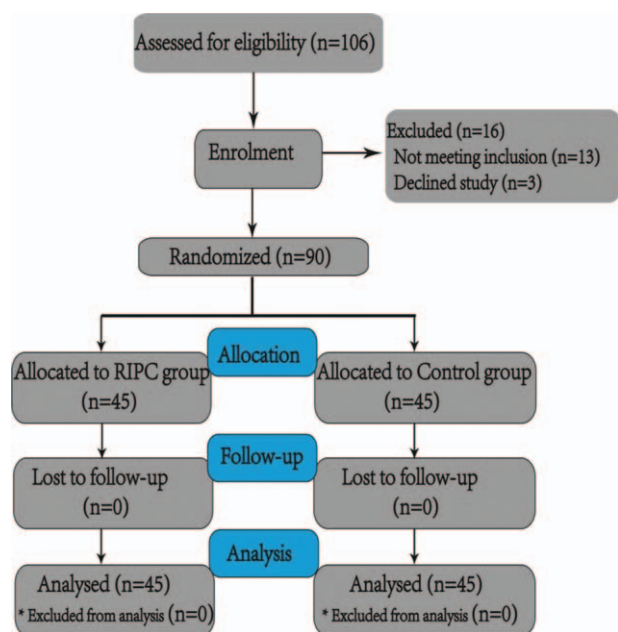 Assessed for eligibility (n=106)
Enrolment
Excluded (n=16)
Not meeting inclusion (n=13)
Declined study (n=3)
Randomized (n=90)
Allocation
Allocated to RIPC group
(n=45)
Allocated to Control group
(n=45)
Follow-up
Lost to follow-up
(n=0)
Lost to follow-up
(n=0)
Analysis
Analysed (n=45)
* Excluded from analysis (n=0)
Analysed (n=45)
* Excluded from analysis (n=0)